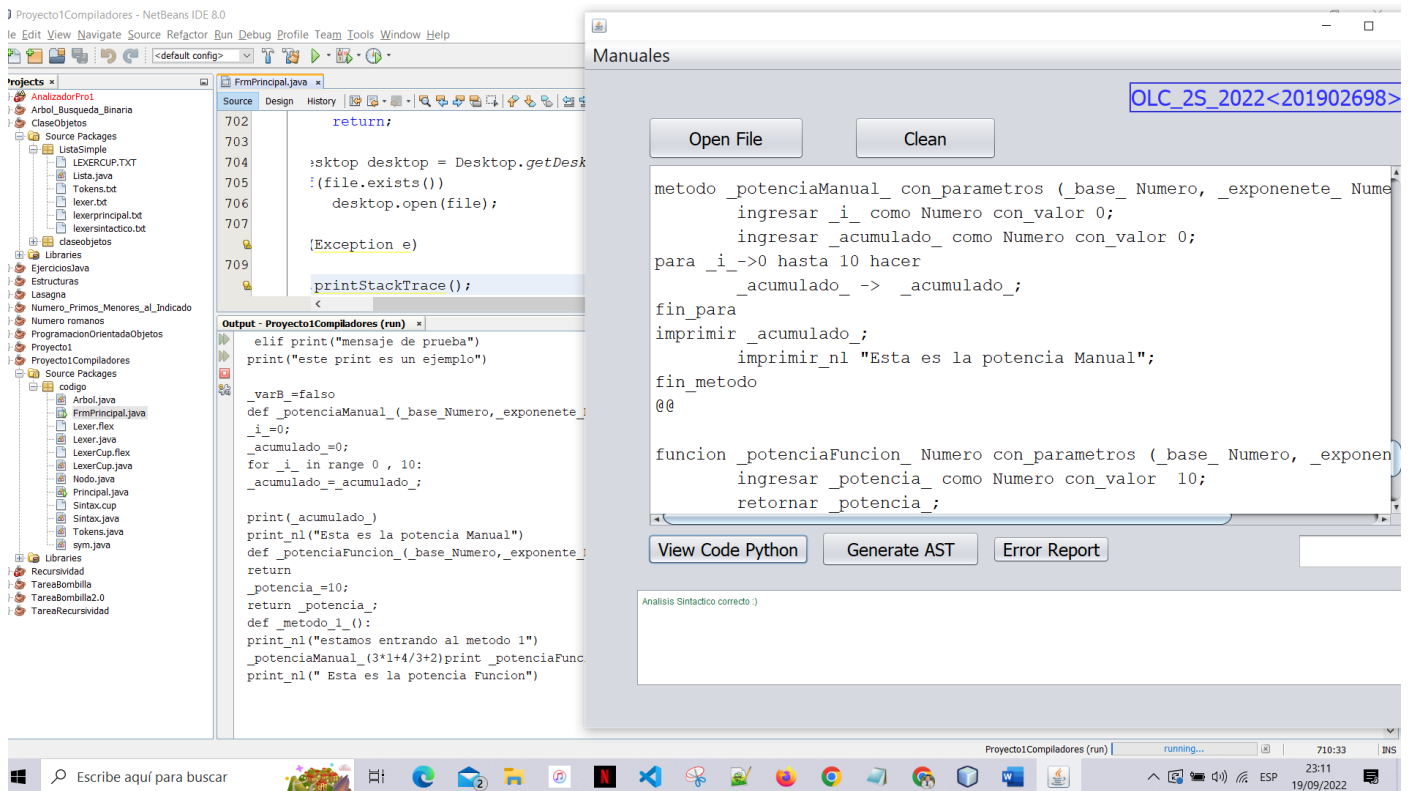 Proyecto1Compiladores - NetBeans IDE 8.0
Edit View Navigate Source Refactor Run Debug Profile Team Tools Window Help
<default config>
Projects
AnalizadorPro1
Arbol_Busqueda_Binaria
ClaseObjetos
Source Packages
ListaSimple
LEXERCUP.TXT
Lista.java
Tokens.txt
lexer.txt
lexerprincipal.txt
lexersintactico.txt
claseobjetos
Libraries
EjerciciosJava
Estructuras
Lasagna
Numero_Primos_Menores_al_Indicado
Numero romanos
ProgramacionOrientadaObjetos
Proyecto1
Proyecto1Compiladores
Source Packages
codigo
Arbol.java
FrmPrincipal.java
Lexer.flex
Lexer.java
LexerCup.flex
LexerCup.java
Nodo.java
Principal.java
Sintax.cup
Sintax.java
Tokens.java
sym.java
Libraries
Recursividad
TareaBombilla
TareaBombilla2.0
TareaRecursividad
FrmPrincipal.java
Source Design History
702 return;
703
704 esktop desktop = Desktop.getDesk
705 (file.exists())
706 desktop.open(file);
707
(Exception e)
709
.printStackTrace();
Output - Proyecto1Compiladores (run)
elif print("mensaje de prueba")
print("este print es un ejemplo")
_varB_=falso
def _potenciaManual_(_base_Numero,_exponenete_
_i_=0;
_acumulado_=0;
for _i_ in range 0 , 10:
_acumulado_=_acumulado_;
print(_acumulado_)
print_nl("Esta es la potencia Manual")
def _potenciaFuncion_(_base_Numero,_exponente_
return
_potencia_=10;
return _potencia_;
def _metodo_1_():
print_nl("estamos entrando al metodo 1")
_potenciaManual_(3*1+4/3+2)print _potenciaFunc
print_nl(" Esta es la potencia Funcion")
Manuales
OLC_2S_2022<201902698>
Open File
Clean
metodo _potenciaManual_ con_parametros (_base_ Numero, _exponenete_ Nume
ingresar _i_ como Numero con_valor 0;
ingresar _acumulado_ como Numero con_valor 0;
para _i_->0 hasta 10 hacer
_acumulado_ -> _acumulado_;
fin_para
imprimir _acumulado_;
imprimir_nl "Esta es la potencia Manual";
fin_metodo
@@
funcion _potenciaFuncion_ Numero con_parametros (_base_ Numero, _exponen
ingresar _potencia_ como Numero con_valor 10;
retornar _potencia_;
View Code Python
Generate AST
Error Report
Analisis Sintactico correcto :)
Proyecto1Compiladores (run)
running...
710:33
INS
Escribe aquí para buscar
2
ESP
23:11
19/09/2022